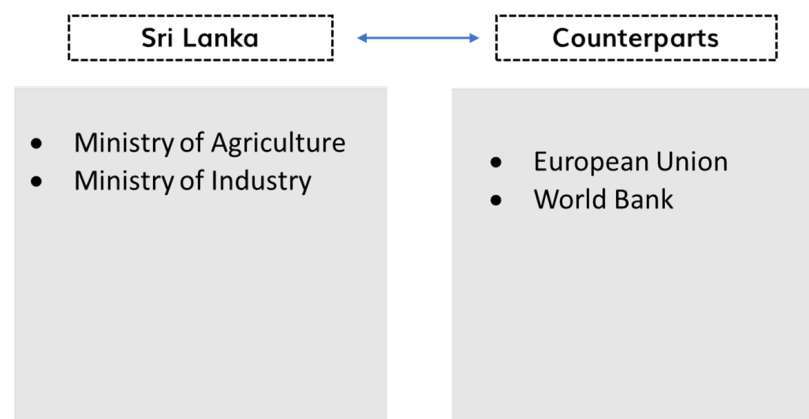 Sri Lanka
Counterparts
• Ministry of Agriculture
• Ministry of Industry
• European Union
• World Bank